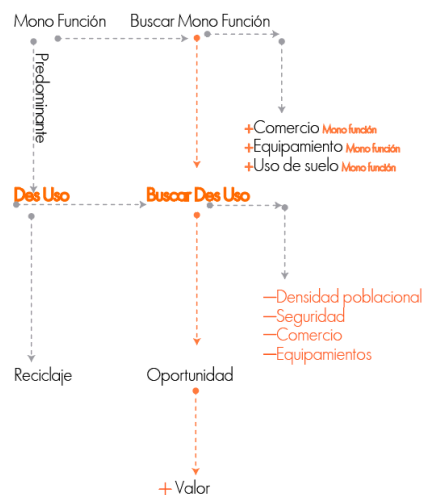 Mono Función
Buscar Mono Función
Predominante
+Comercio Mono función
+Equipamiento Mono función
+Uso de suelo Mono función
Des Uso
Buscar Des Uso
—Densidad poblacional
—Seguridad
—Comercio
—Equipamientos
Reciclaje
Oportunidad
+ Valor